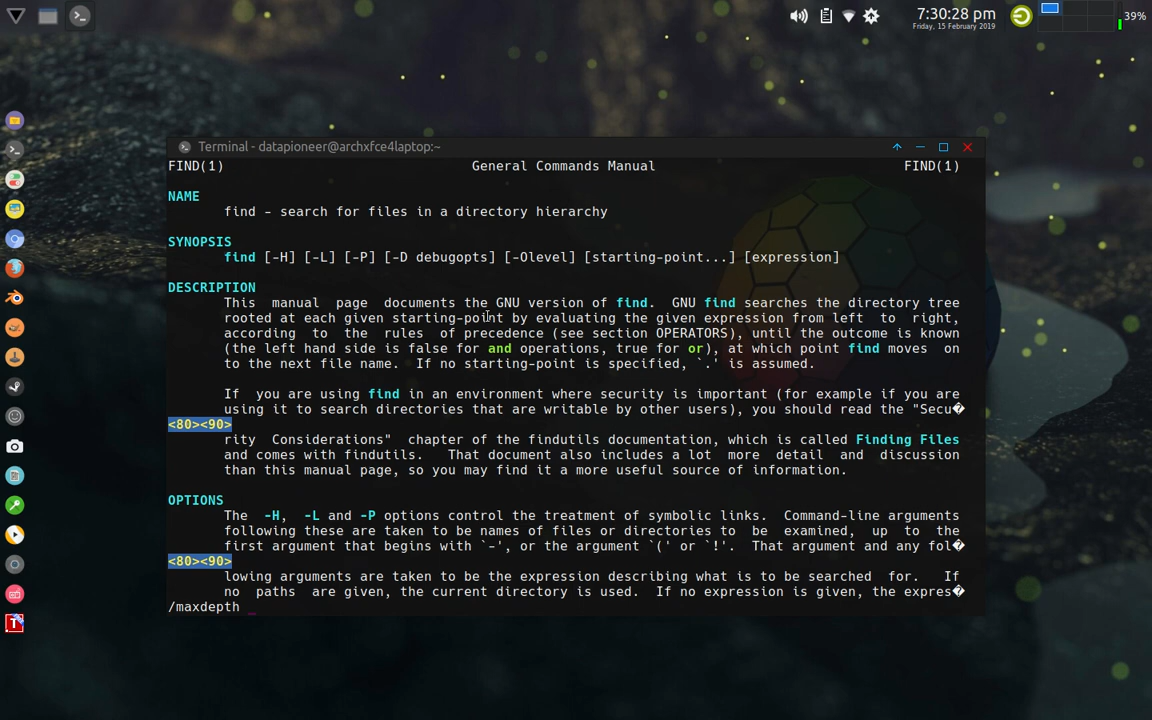 7:30:28 pm
Friday, 15 February 2019
39%
Terminal - datapioneer@archxfce4laptop:~
FIND(1) General Commands Manual FIND(1)
NAME
find - search for files in a directory hierarchy
SYNOPSIS
find [-H] [-L] [-P] [-D debugopts] [-Olevel] [starting-point...] [expression]
DESCRIPTION
This manual page documents the GNU version of find. GNU find searches the directory tree
rooted at each given starting-point by evaluating the given expression from left to right,
according to the rules of precedence (see section OPERATORS), until the outcome is known
(the left hand side is false for and operations, true for or), at which point find moves on
to the next file name. If no starting-point is specified, `.' is assumed.
If you are using find in an environment where security is important (for example if you are
using it to search directories that are writable by other users), you should read the "Secu�
<80><90>
rity Considerations" chapter of the findutils documentation, which is called Finding Files
and comes with findutils. That document also includes a lot more detail and discussion
than this manual page, so you may find it a more useful source of information.
OPTIONS
The -H, -L and -P options control the treatment of symbolic links. Command-line arguments
following these are taken to be names of files or directories to be examined, up to the
first argument that begins with `-', or the argument `(' or `!'. That argument and any fol�
<80><90>
lowing arguments are taken to be the expression describing what is to be searched for. If
no paths are given, the current directory is used. If no expression is given, the expres�
/maxdepth
T